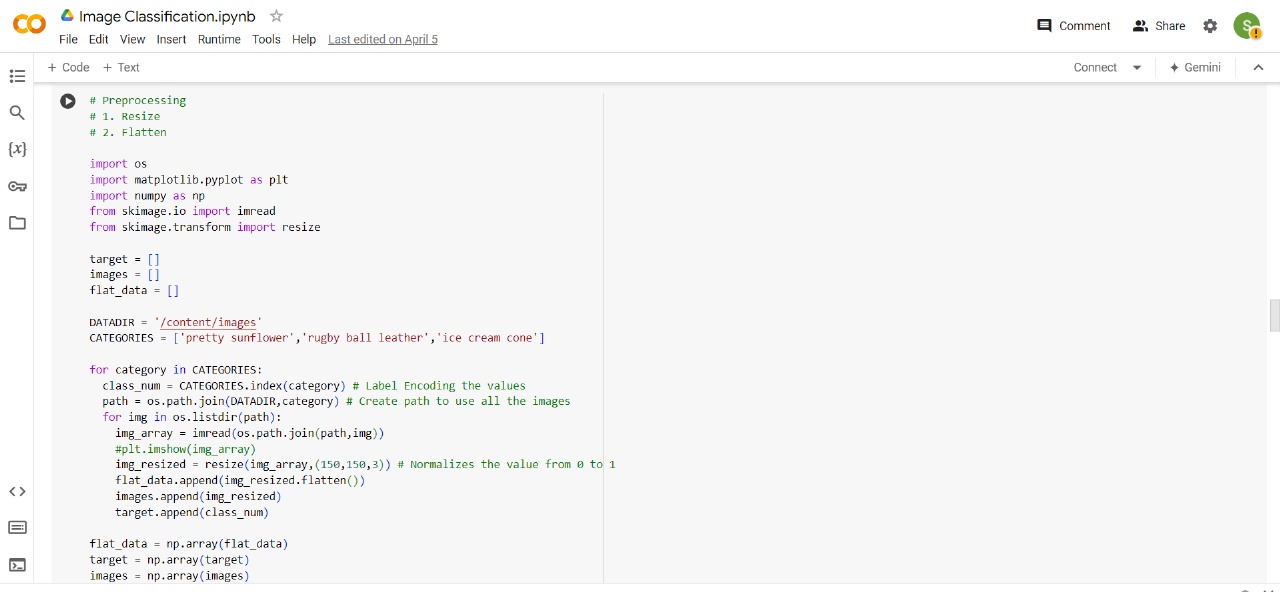 Image Classification.ipynb
File Edit View Insert Runtime Tools Help Last edited on April 5
Comment Share S
+ Code + Text
Connect Gemini
{x}
# Preprocessing
# 1. Resize
# 2. Flatten
import os
import matplotlib.pyplot as plt
import numpy as np
from skimage.io import imread
from skimage.transform import resize
target = []
images = []
flat_data = []
DATADIR = '/content/images'
CATEGORIES = ['pretty sunflower','rugby ball leather','ice cream cone']
for category in CATEGORIES:
  class_num = CATEGORIES.index(category) # Label Encoding the values
  path = os.path.join(DATADIR,category) # Create path to use all the images
  for img in os.listdir(path):
    img_array = imread(os.path.join(path,img))
    #plt.imshow(img_array)
    img_resized = resize(img_array,(150,150,3)) # Normalizes the value from 0 to 1
    flat_data.append(img_resized.flatten())
    images.append(img_resized)
    target.append(class_num)
flat_data = np.array(flat_data)
target = np.array(target)
images = np.array(images)